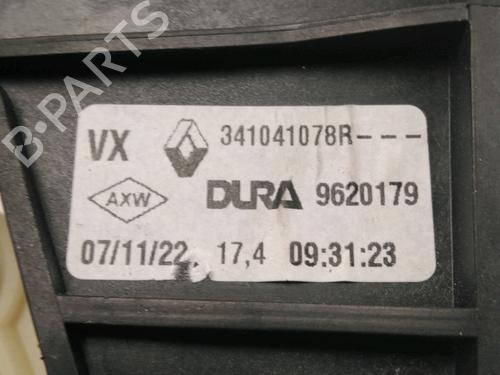 VX 341041078R---
AXW DURA 9620179
07/11/22. 17,4 09:31:23
B-PARTS